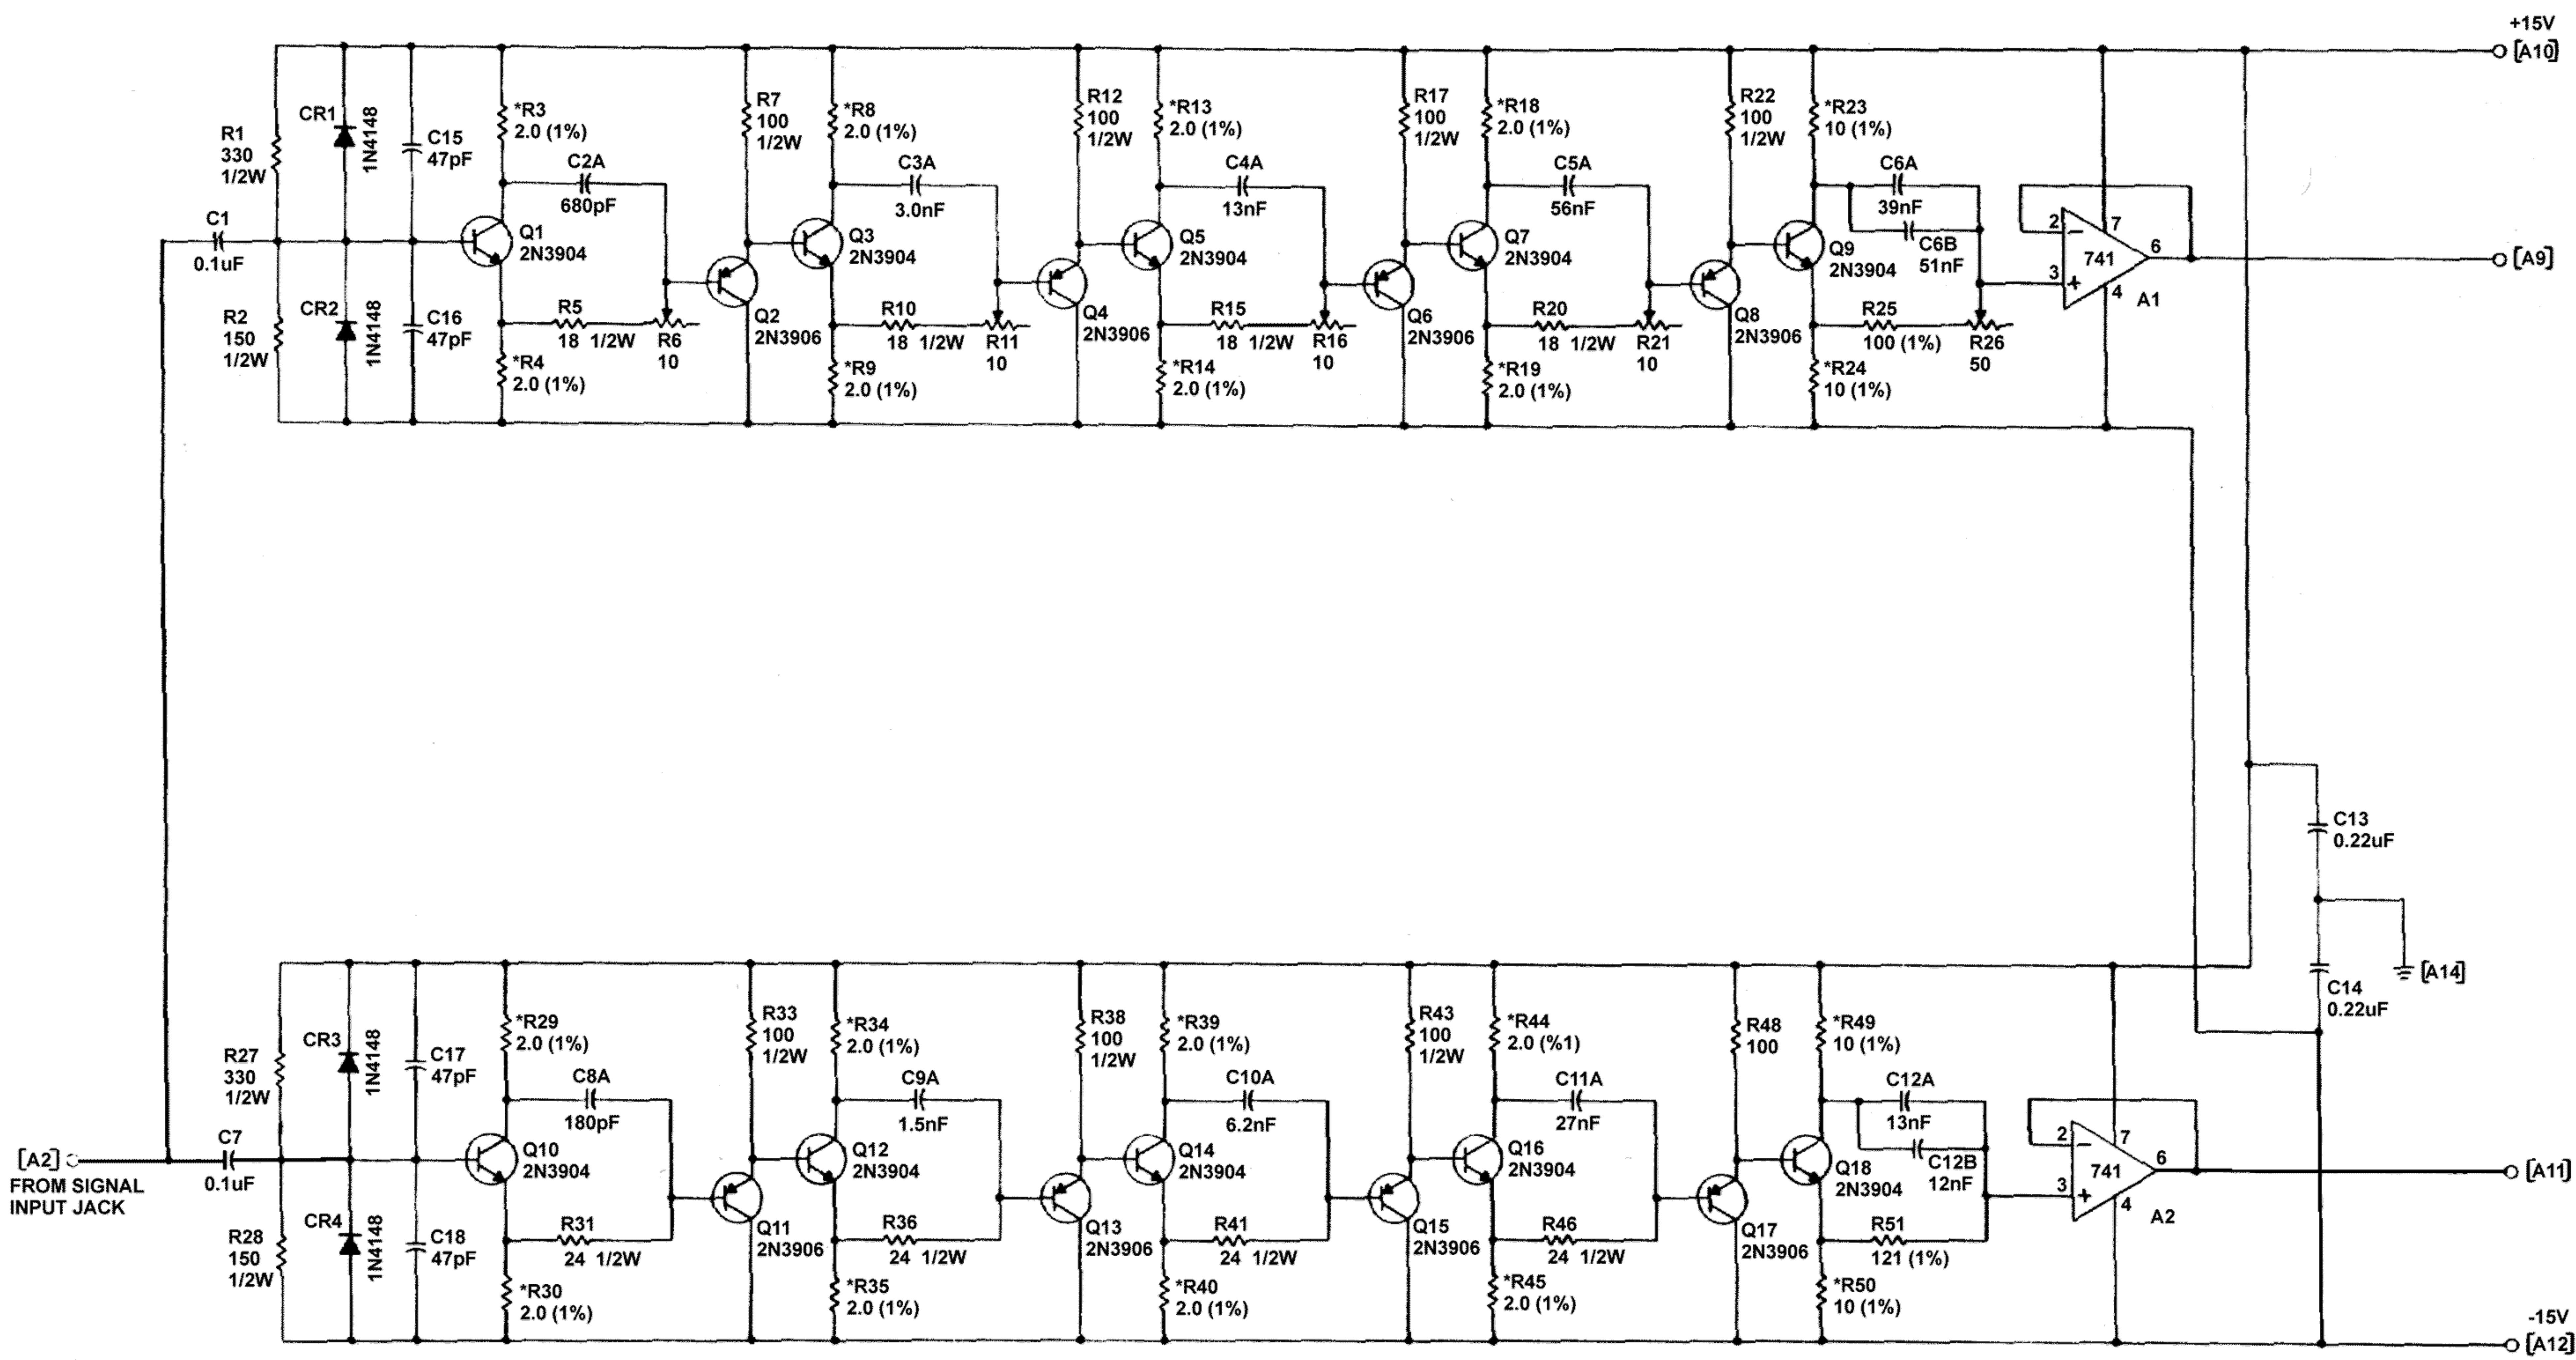 +15V
[A10]
R1
330
1/2W
CR1
1N4148
C15
47pF
*R3
2.0 (1%)
C2A
680pF
R7
100
1/2W
*R8
2.0 (1%)
C3A
3.0nF
R12
100
1/2W
*R13
2.0 (1%)
C4A
13nF
R17
100
1/2W
*R18
2.0 (1%)
C5A
56nF
R22
100
1/2W
*R23
10 (1%)
C6A
39nF
C6B
51nF
C1
0.1uF
Q1
2N3904
Q3
2N3904
Q5
2N3904
Q7
2N3904
Q9
2N3904
2
-
7
741
6
3
+
4
A1
[A9]
R2
150
1/2W
CR2
1N4148
C16
47pF
R5
18 1/2W
R6
10
Q2
2N3906
R10
18 1/2W
R11
10
Q4
2N3906
R15
18 1/2W
R16
10
Q6
2N3906
R20
18 1/2W
R21
10
Q8
2N3906
R25
100 (1%)
R26
50
*R4
2.0 (1%)
*R9
2.0 (1%)
*R14
2.0 (1%)
*R19
2.0 (1%)
*R24
10 (1%)
C13
0.22uF
[A14]
C14
0.22uF
R27
330
1/2W
CR3
1N4148
C17
47pF
*R29
2.0 (1%)
C8A
180pF
R33
100
1/2W
*R34
2.0 (1%)
C9A
1.5nF
R38
100
1/2W
*R39
2.0 (1%)
C10A
6.2nF
R43
100
1/2W
*R44
2.0 (%1)
C11A
27nF
R48
100
*R49
10 (1%)
C12A
13nF
C12B
12nF
[A2]
FROM SIGNAL
INPUT JACK
C7
0.1uF
Q10
2N3904
Q12
2N3904
Q14
2N3904
Q16
2N3904
Q18
2N3904
2
-
7
741
6
3
+
4
A2
[A11]
R28
150
1/2W
CR4
1N4148
C18
47pF
R31
24 1/2W
Q11
2N3906
R36
24 1/2W
Q13
2N3906
R41
24 1/2W
Q15
2N3906
R46
24 1/2W
Q17
2N3906
R51
121 (1%)
*R30
2.0 (1%)
*R35
2.0 (1%)
*R40
2.0 (1%)
*R45
2.0 (1%)
*R50
10 (1%)
-15V
[A12]